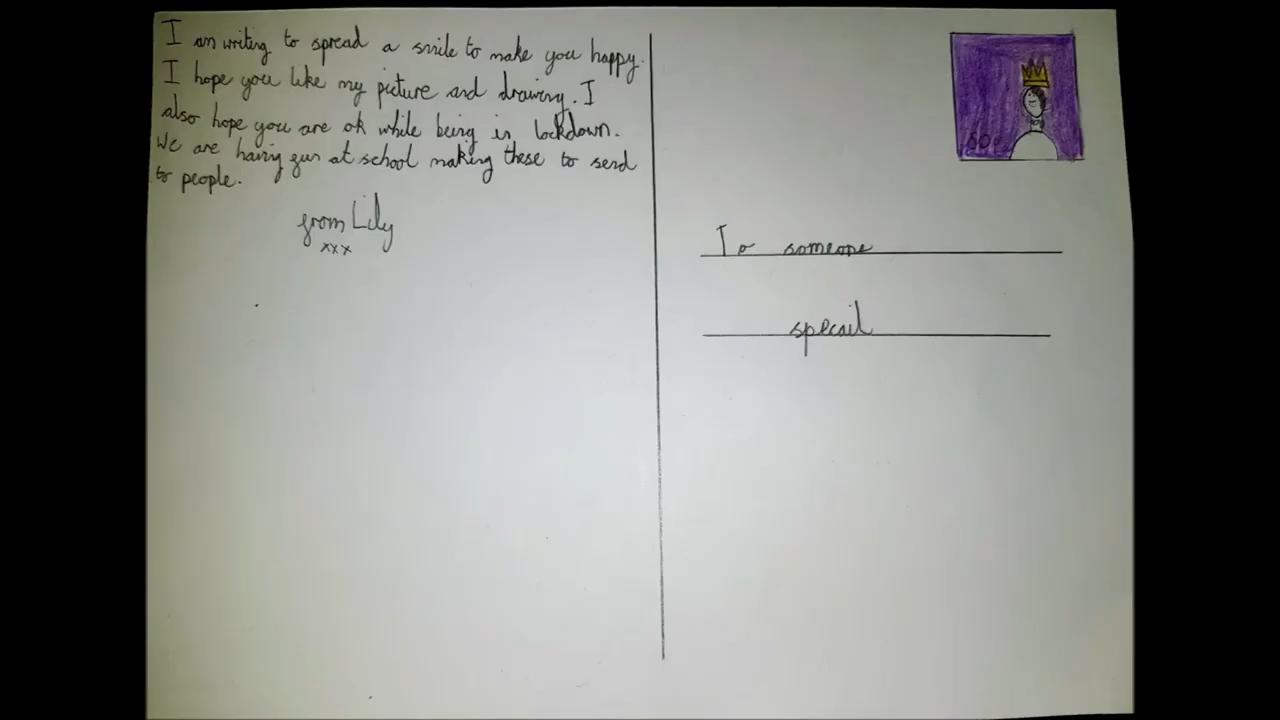 I am writing to spread a smile to make you happy.
I hope you like my picture and drawing. I
also hope you are ok while being in lockdown.
We are having gun at school making these to send
to people.
from Lily
xxx
50p
To someone
specail